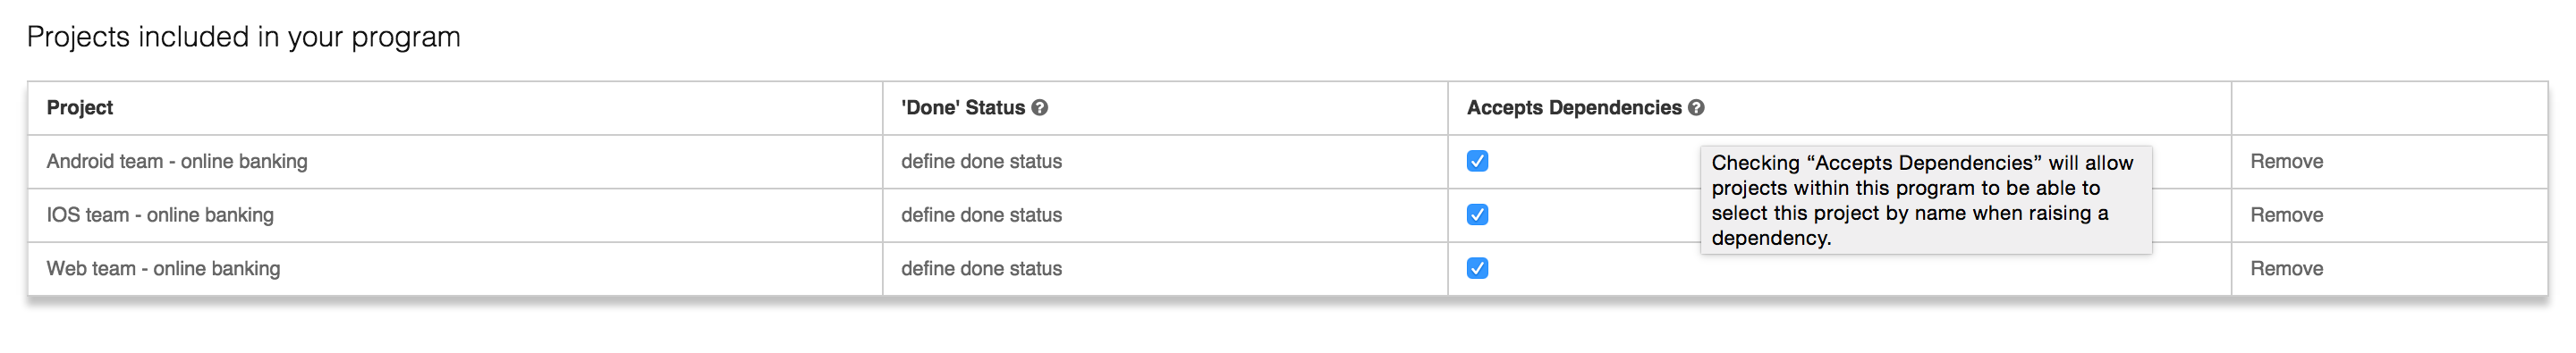 Projects included in your program
Project 'Done' Status ? Accepts Dependencies ?
Android team - online banking define done status Remove
IOS team - online banking define done status Remove
Web team - online banking define done status Remove
Checking “Accepts Dependencies” will allow
projects within this program to be able to
select this project by name when raising a
dependency.